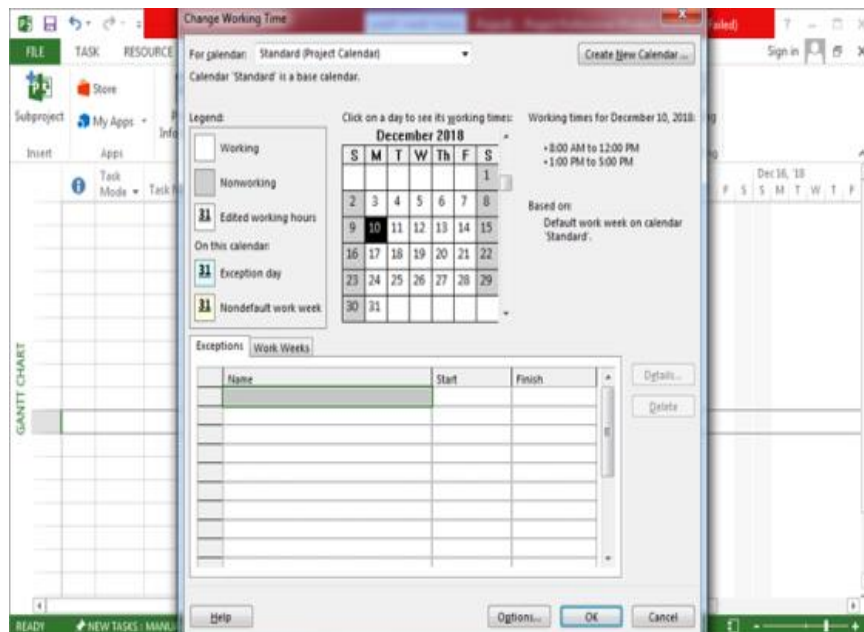 Change Working Time
ailed)
FILE
TASK
RESOURCE
Sign in
For calendar: Standard (Project Calendar)
Create New Calendar ...
Calendar 'Standard' is a base calendar.
Subproject
Store
My Apps
Insert
Apps
Info
Legend:
Working
Nonworking
31 Edited working hours
On this calendar:
31 Exception day
31 Nondefault work week
Click on a day to see its working times:
December 2018
S M T W Th F S
1
2 3 4 5 6 7 8
9 10 11 12 13 14 15
16 17 18 19 20 21 22
23 24 25 26 27 28 29
30 31
Working times for December 10, 2018:
• 8:00 AM to 12:00 PM
• 1:00 PM to 5:00 PM
Based on:
Default work week on calendar
'Standard'.
Task
Mode
Task N
Dec 16, '18
F S S M T W T F
GANTT CHART
Exceptions
Work Weeks
Name
Start
Finish
Details...
Delete
Help
Options...
OK
Cancel
READY
NEW TASKS : MANU